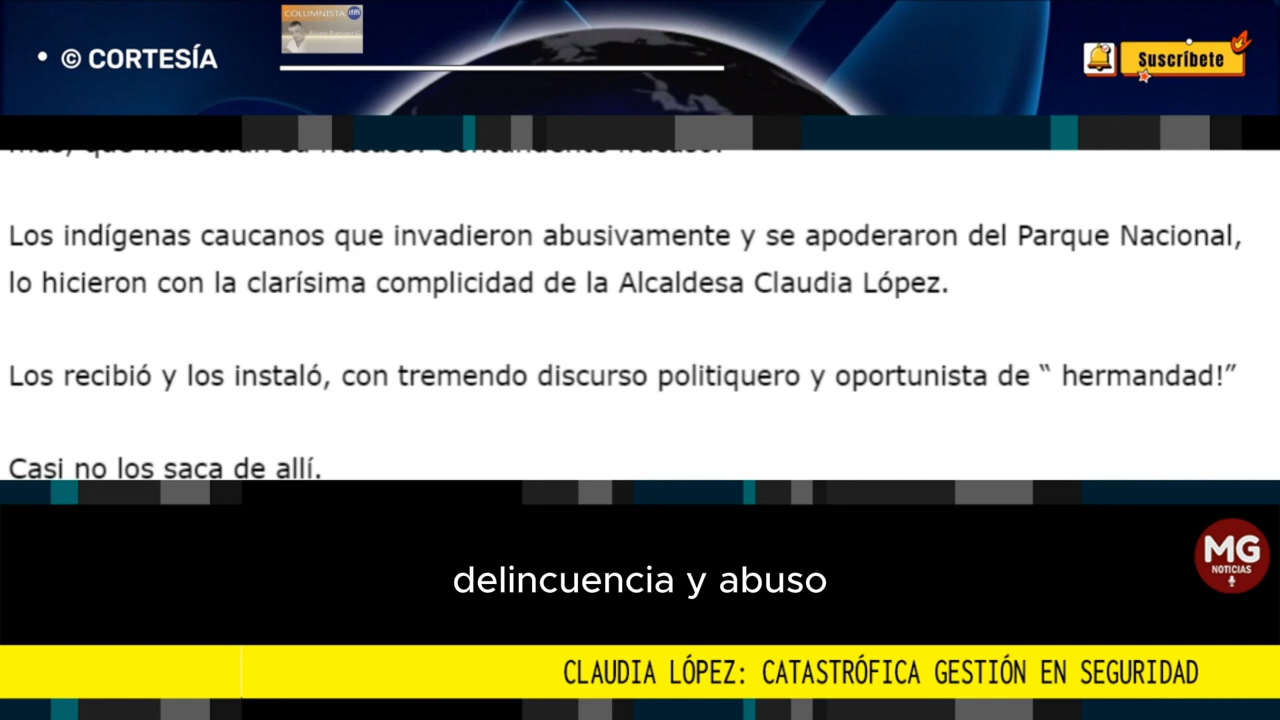 COLUMNISTA ifm
• © CORTESÍA
Suscríbete
Los indígenas caucanos que invadieron abusivamente y se apoderaron del Parque Nacional,
lo hicieron con la clarísima complicidad de la Alcaldesa Claudia López.
Los recibió y los instaló, con tremendo discurso politiquero y oportunista de “ hermandad!”
Casi no los saca de allí.
MG
NOTICIAS
delincuencia y abuso
CLAUDIA LÓPEZ: CATASTRÓFICA GESTIÓN EN SEGURIDAD